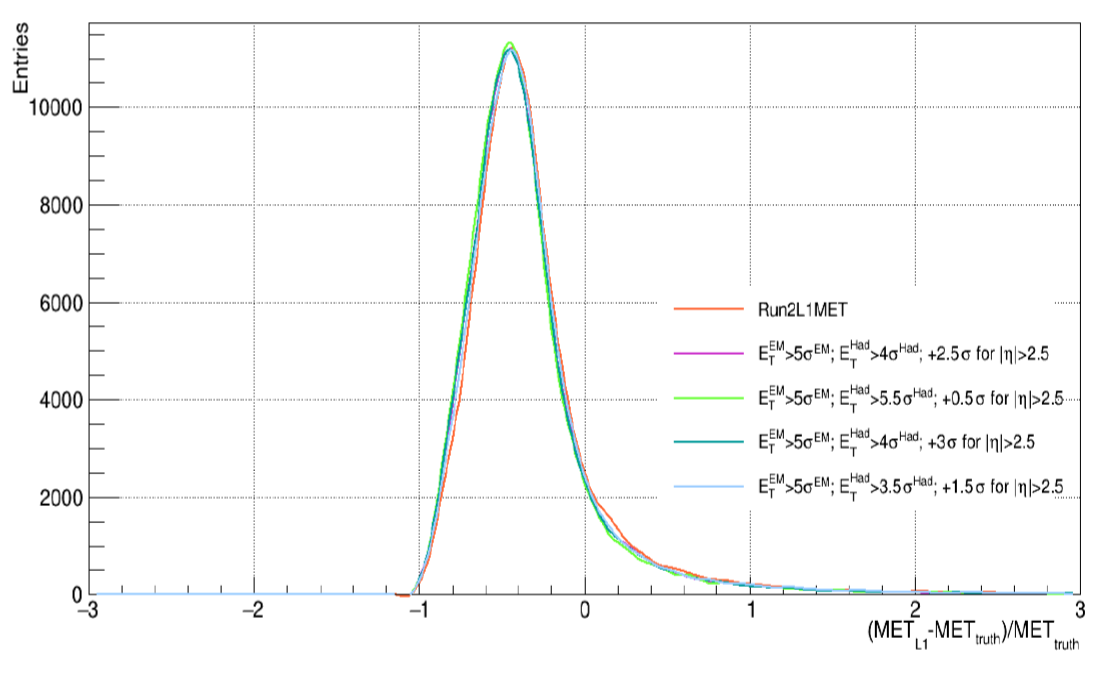 Entries
10000
8000
6000
4000
2000
0
−3 −2 −1 0 1 2 3
(MET_L1-MET_truth)/MET_truth
Run2L1MET
E_T^EM>5σ^EM; E_T^Had>4σ^Had; +2.5σ for |η|>2.5
E_T^EM>5σ^EM; E_T^Had>5.5σ^Had; +0.5σ for |η|>2.5
E_T^EM>5σ^EM; E_T^Had>4σ^Had; +3σ for |η|>2.5
E_T^EM>5σ^EM; E_T^Had>3.5σ^Had; +1.5σ for |η|>2.5